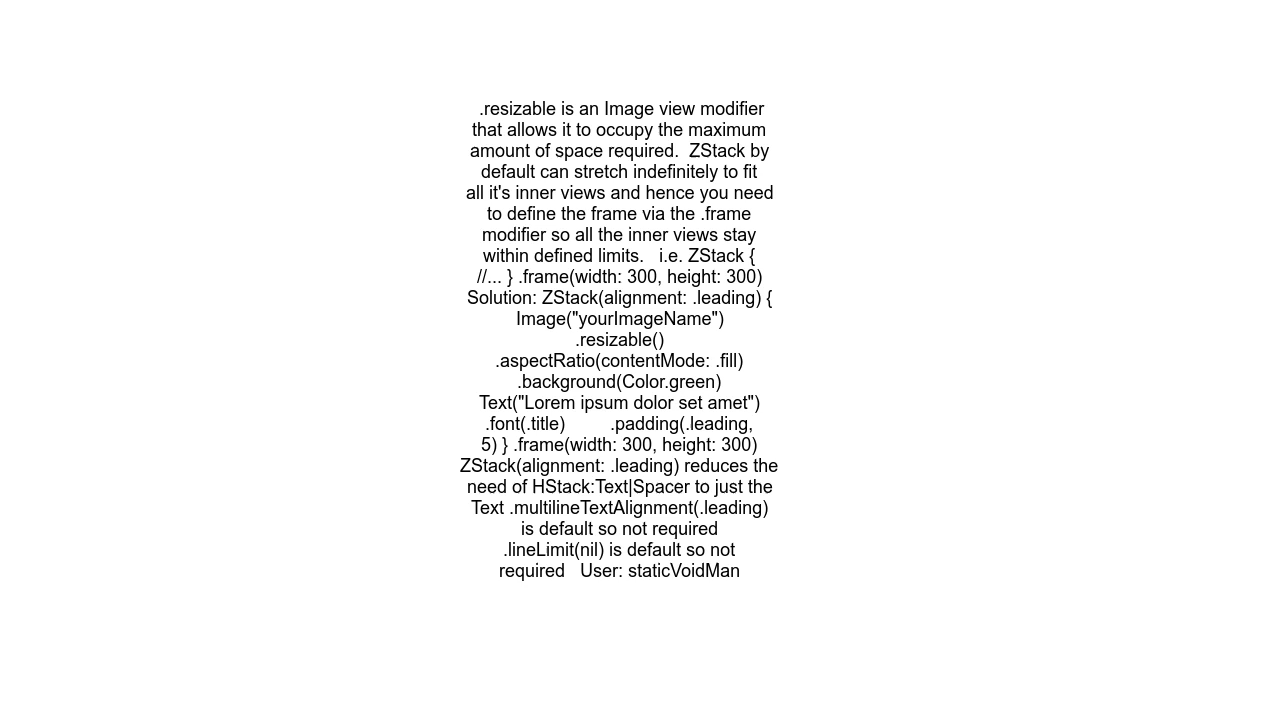 .resizable is an Image view modifier
that allows it to occupy the maximum
amount of space required.  ZStack by
default can stretch indefinitely to fit
all it's inner views and hence you need
to define the frame via the .frame
modifier so all the inner views stay
within defined limits.   i.e. ZStack {
//... } .frame(width: 300, height: 300)
Solution: ZStack(alignment: .leading) {
Image("yourImageName")
.resizable()
.aspectRatio(contentMode: .fill)
.background(Color.green)
Text("Lorem ipsum dolor set amet")
.font(.title)         .padding(.leading,
5) } .frame(width: 300, height: 300)
ZStack(alignment: .leading) reduces the
need of HStack:Text|Spacer to just the
Text .multilineTextAlignment(.leading)
is default so not required
.lineLimit(nil) is default so not
required   User: staticVoidMan